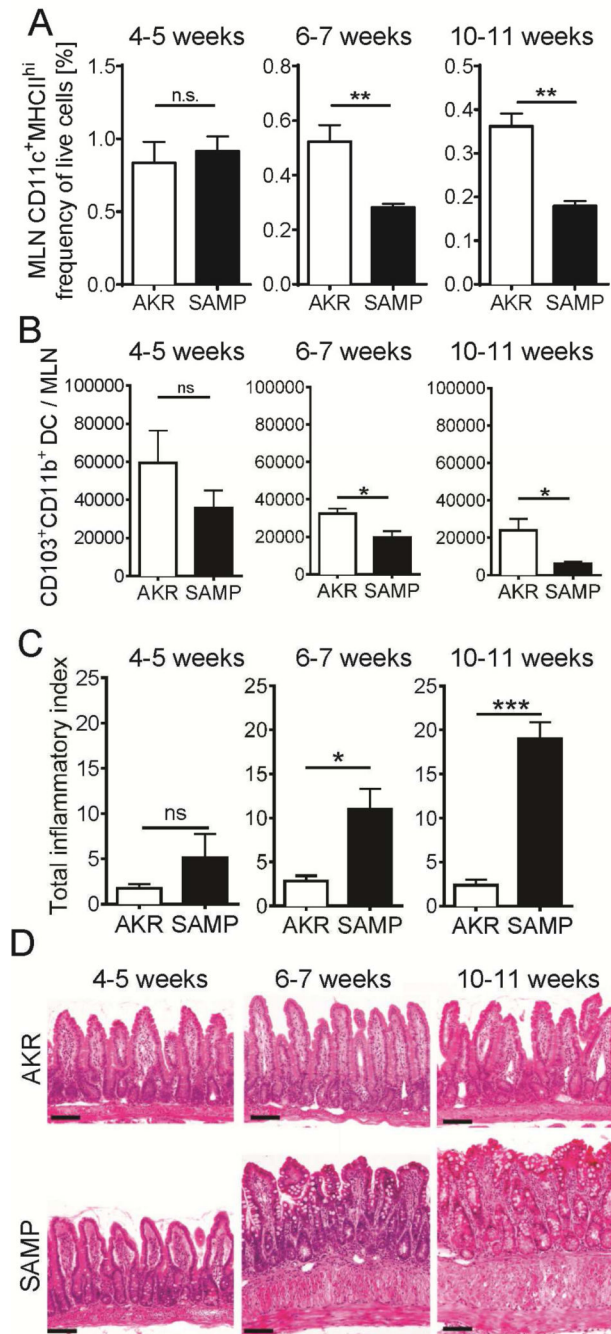 A
4-5 weeks 6-7 weeks 10-11 weeks
MLN CD11c⁺MHCII^hi
frequency of live cells [%]
1.5
1.0
0.5
0.0
n.s.
AKR SAMP
0.8
0.6
0.4
0.2
0.0
**
AKR SAMP
0.5
0.4
0.3
0.2
0.1
0.0
**
AKR SAMP
B
4-5 weeks 6-7 weeks 10-11 weeks
CD103⁺CD11b⁺ DC / MLN
100000
80000
60000
40000
20000
0
ns
AKR SAMP
100000
80000
60000
40000
20000
0
*
AKR SAMP
100000
80000
60000
40000
20000
0
*
AKR SAMP
C
4-5 weeks 6-7 weeks 10-11 weeks
Total inflammatory index
25
20
15
10
5
0
ns
AKR SAMP
25
20
15
10
5
0
*
AKR SAMP
25
20
15
10
5
0
***
AKR SAMP
D
4-5 weeks 6-7 weeks 10-11 weeks
AKR
SAMP